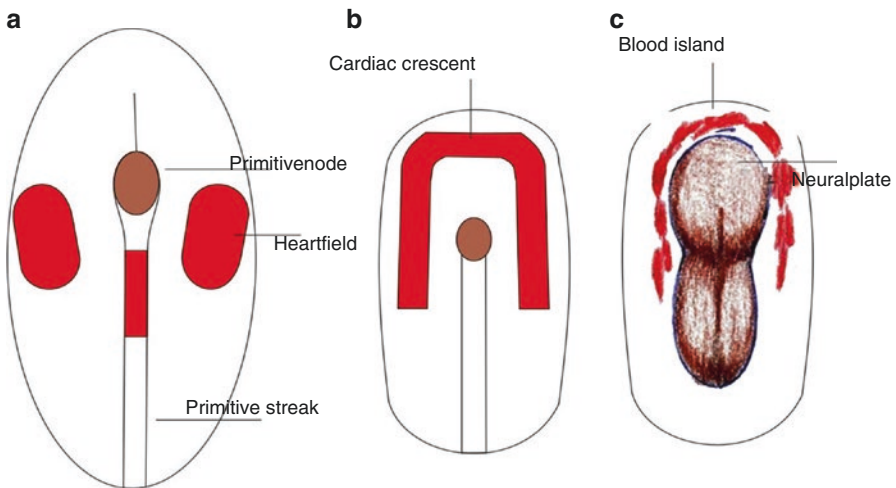 a
Primitivenode
Heartfield
Primitive streak
b
Cardiac crescent
c
Blood island
Neuralplate